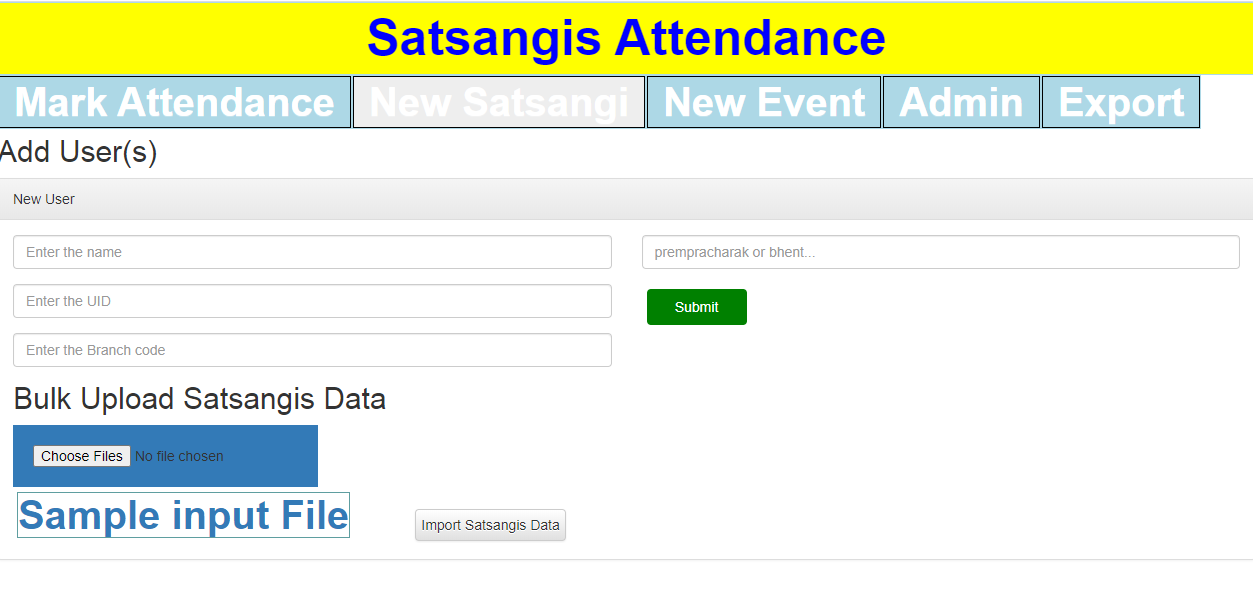 Satsangis Attendance
Mark Attendance New Satsangi New Event Admin Export
Add User(s)
New User
Enter the name
prempracharak or bhent...
Enter the UID
Submit
Enter the Branch code
Bulk Upload Satsangis Data
Choose Files No file chosen
Sample input File
Import Satsangis Data